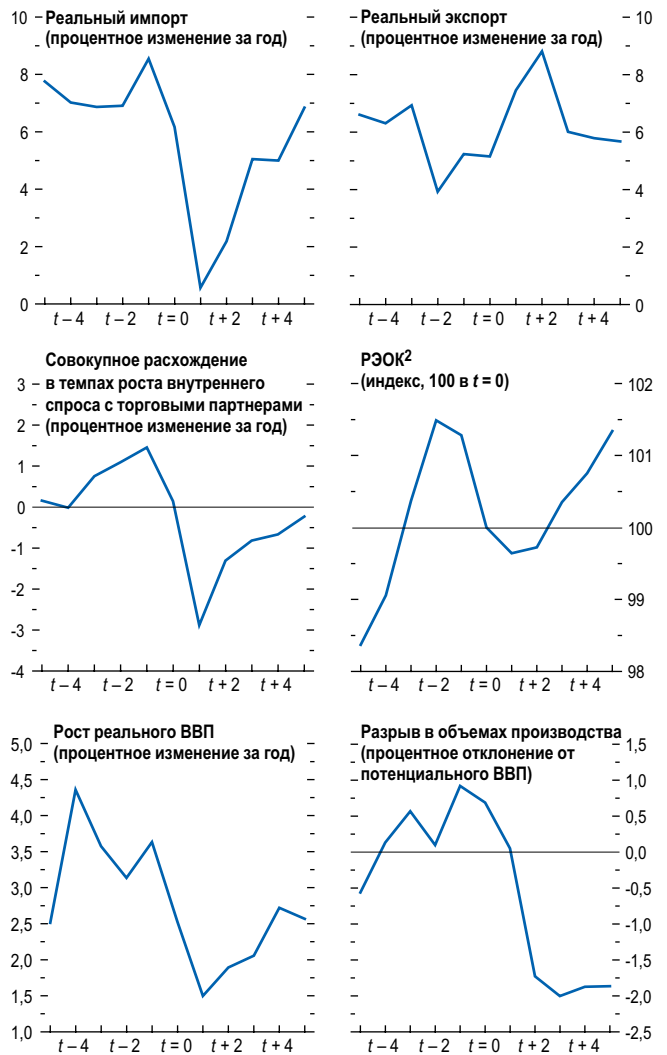 Реальный импорт
(процентное изменение за год)
10
8
6
4
2
0
t – 4 t – 2 t = 0 t + 2 t + 4
Реальный экспорт
(процентное изменение за год)
10
8
6
4
2
0
t – 4 t – 2 t = 0 t + 2 t + 4
Совокупное расхождение
в темпах роста внутреннего
спроса с торговыми партнерами
(процентное изменение за год)
3
2
1
0
-1
-2
-3
-4
t – 4 t – 2 t = 0 t + 2 t + 4
РЭОК2
(индекс, 100 в t = 0)
102
101
100
99
98
t – 4 t – 2 t = 0 t + 2 t + 4
Рост реального ВВП
(процентное изменение за год)
5,0
4,5
4,0
3,5
3,0
2,5
2,0
1,5
1,0
t – 4 t – 2 t = 0 t + 2 t + 4
Разрыв в объемах производства
(процентное отклонение от
потенциального ВВП)
1,5
1,0
0,5
0,0
-0,5
-1,0
-1,5
-2,0
-2,5
t – 4 t – 2 t = 0 t + 2 t + 4